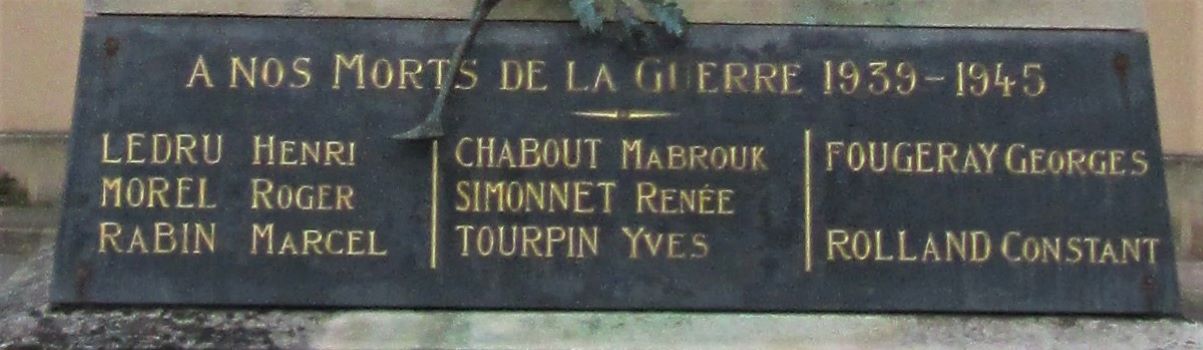 A NOS MORTS DE LA GUERRE 1939-1945
LEDRU HENRI
MOREL ROGER
RABIN MARCEL
CHABOUT MABROUK
SIMONNET RENÉE
TOURPIN YVES
FOUGERAY GEORGES
ROLLAND CONSTANT